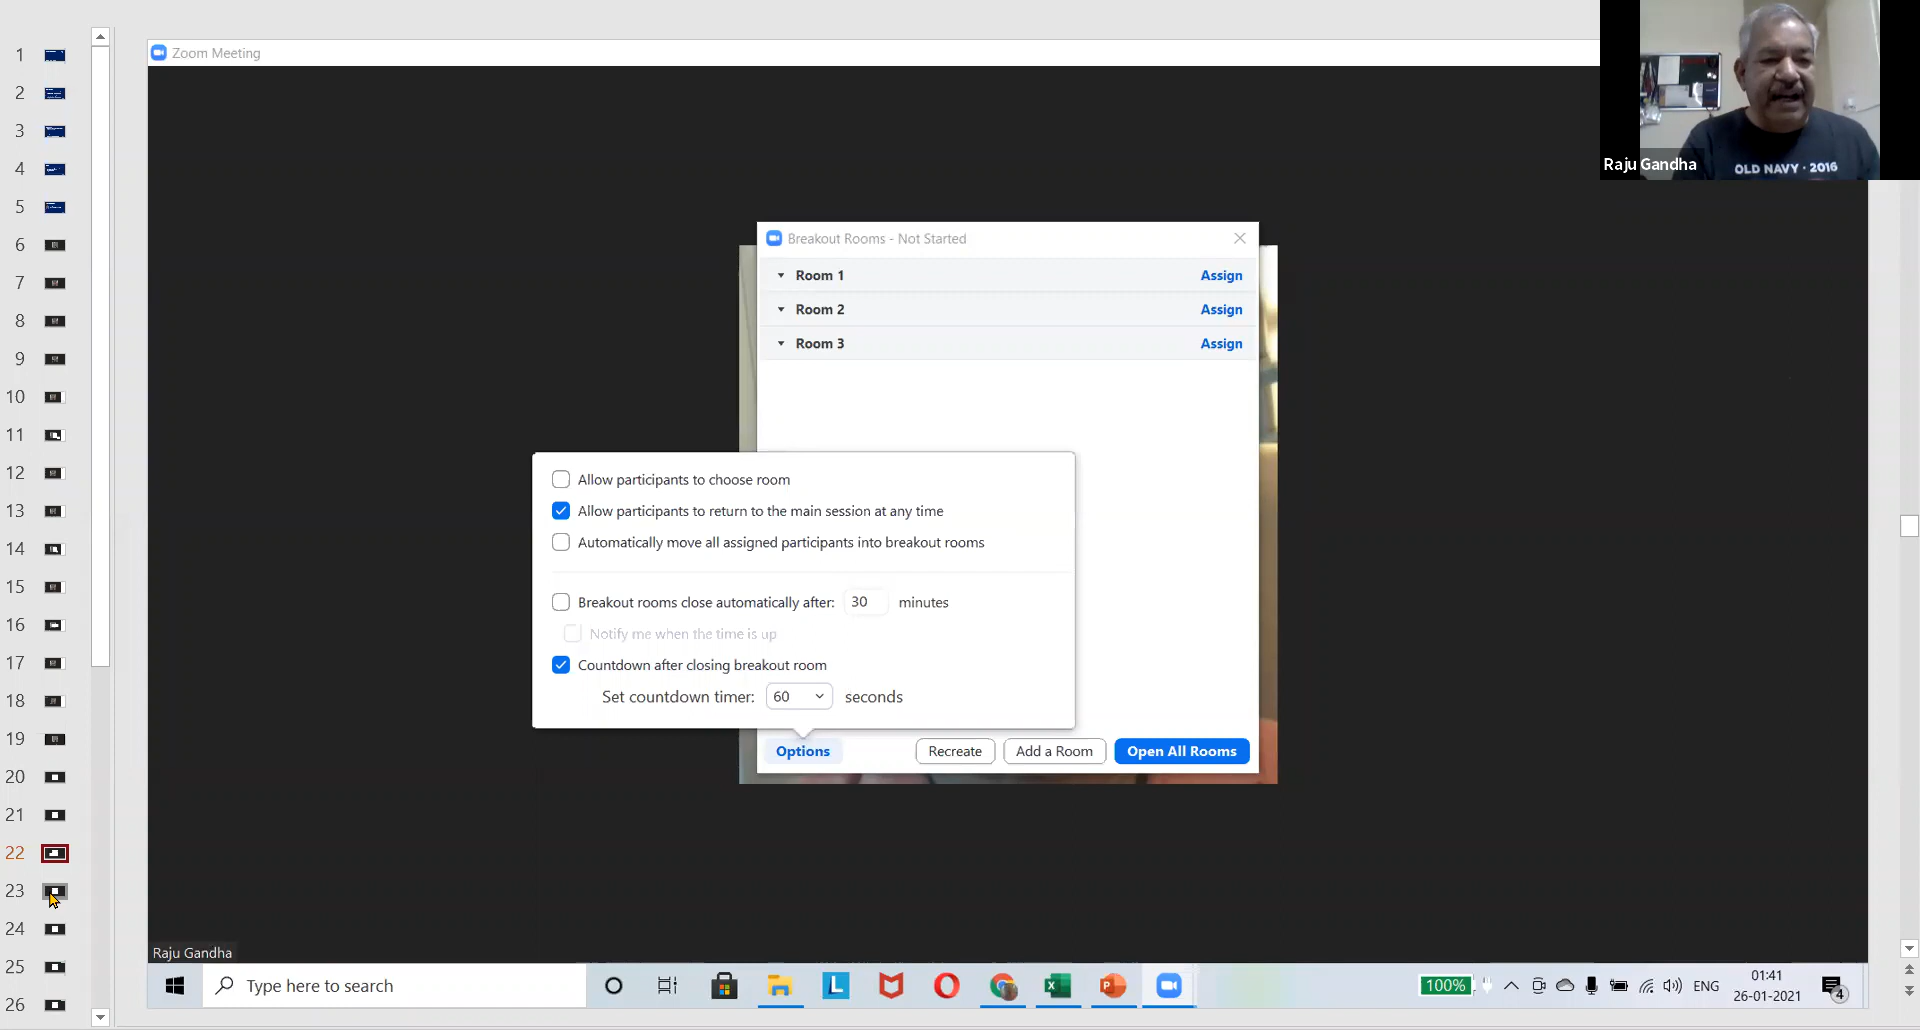 1
2
3
4
5
6
7
8
9
10
11
12
13
14
15
16
17
18
19
20
21
22
23
24
25
26
Zoom Meeting
OLD NAVY · 2016
Raju Gandha
Breakout Rooms - Not Started
Room 1 Assign
Room 2 Assign
Room 3 Assign
Allow participants to choose room
Allow participants to return to the main session at any time
Automatically move all assigned participants into breakout rooms
Breakout rooms close automatically after: 30 minutes
Notify me when the time is up
Countdown after closing breakout room
Set countdown timer: 60 seconds
Options Recreate Add a Room Open All Rooms
Raju Gandha
Type here to search
L
X
P
100%
ENG
01:41
26-01-2021
4